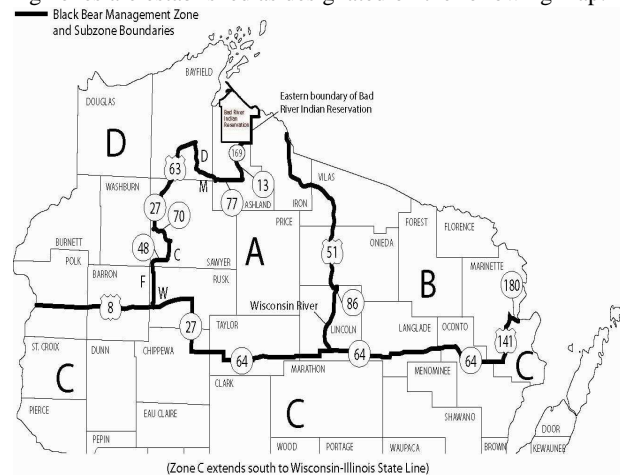 Black Bear Management Zone
and Subzone Boundaries
BAYFIELD
Eastern boundary of Bad
River Indian Reservation
DOUGLAS
Bad River
Indian
Reservation
D
D
169
63
VILAS
M
13
WASHBURN
77
ASHLAND
IRON
27
70
PRICE
FOREST
FLORENCE
51
BURNETT
48
C
SAWYER
A
ONIEDA
POLK
MARINETTE
BARRON
F
RUSK
B
180
W
86
8
Wisconsin River
27
TAYLOR
LINCOLN
LANGLADE
OCONTO
141
ST. CROIX
DUNN
CHIPPEWA
64
64
64
C
C
CLARK
MARATHON
MENOMINEE
PIERCE
EAU CLAIRE
C
SHAWANO
DOOR
PEPIN
WOOD
PORTAGE
WAUPACA
BROWN
KEWAUNEE
(Zone C extends south to Wisconsin-Illinois State Line)